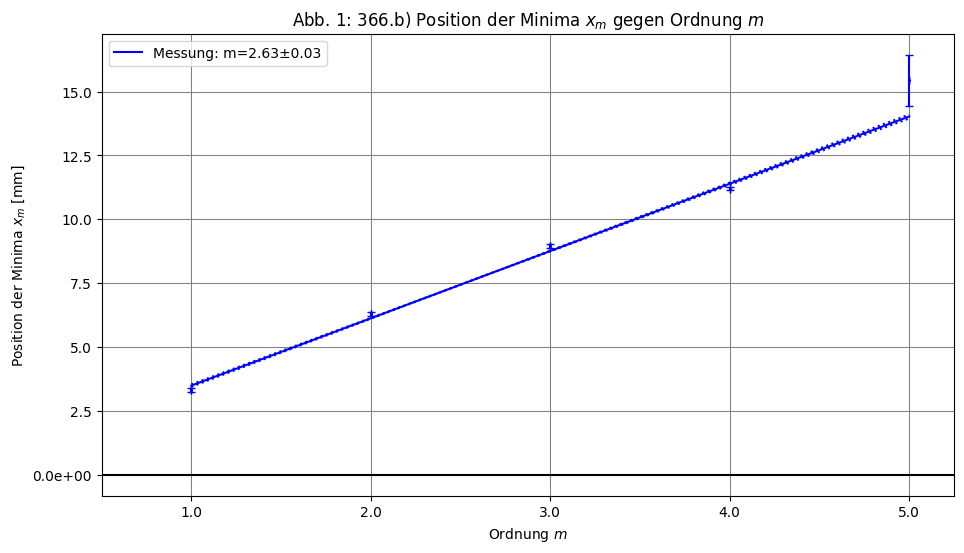 Abb. 1: 366.b) Position der Minima $x_m$ gegen Ordnung $m$
Messung: m=2.63±0.03
Position der Minima $x_m$ [mm]
15.0
12.5
10.0
7.5
5.0
2.5
0.0e+00
1.0 2.0 3.0 4.0 5.0
Ordnung $m$